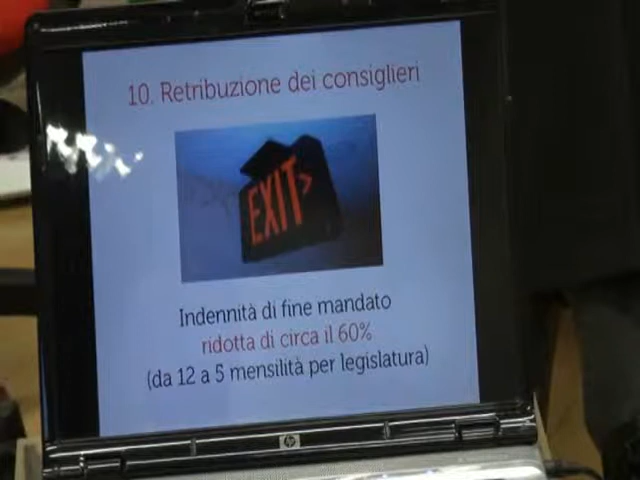 10. Retribuzione dei consiglieri
EXIT>
Indennità di fine mandato
ridotta di circa il 60%
(da 12 a 5 mensilità per legislatura)
hp